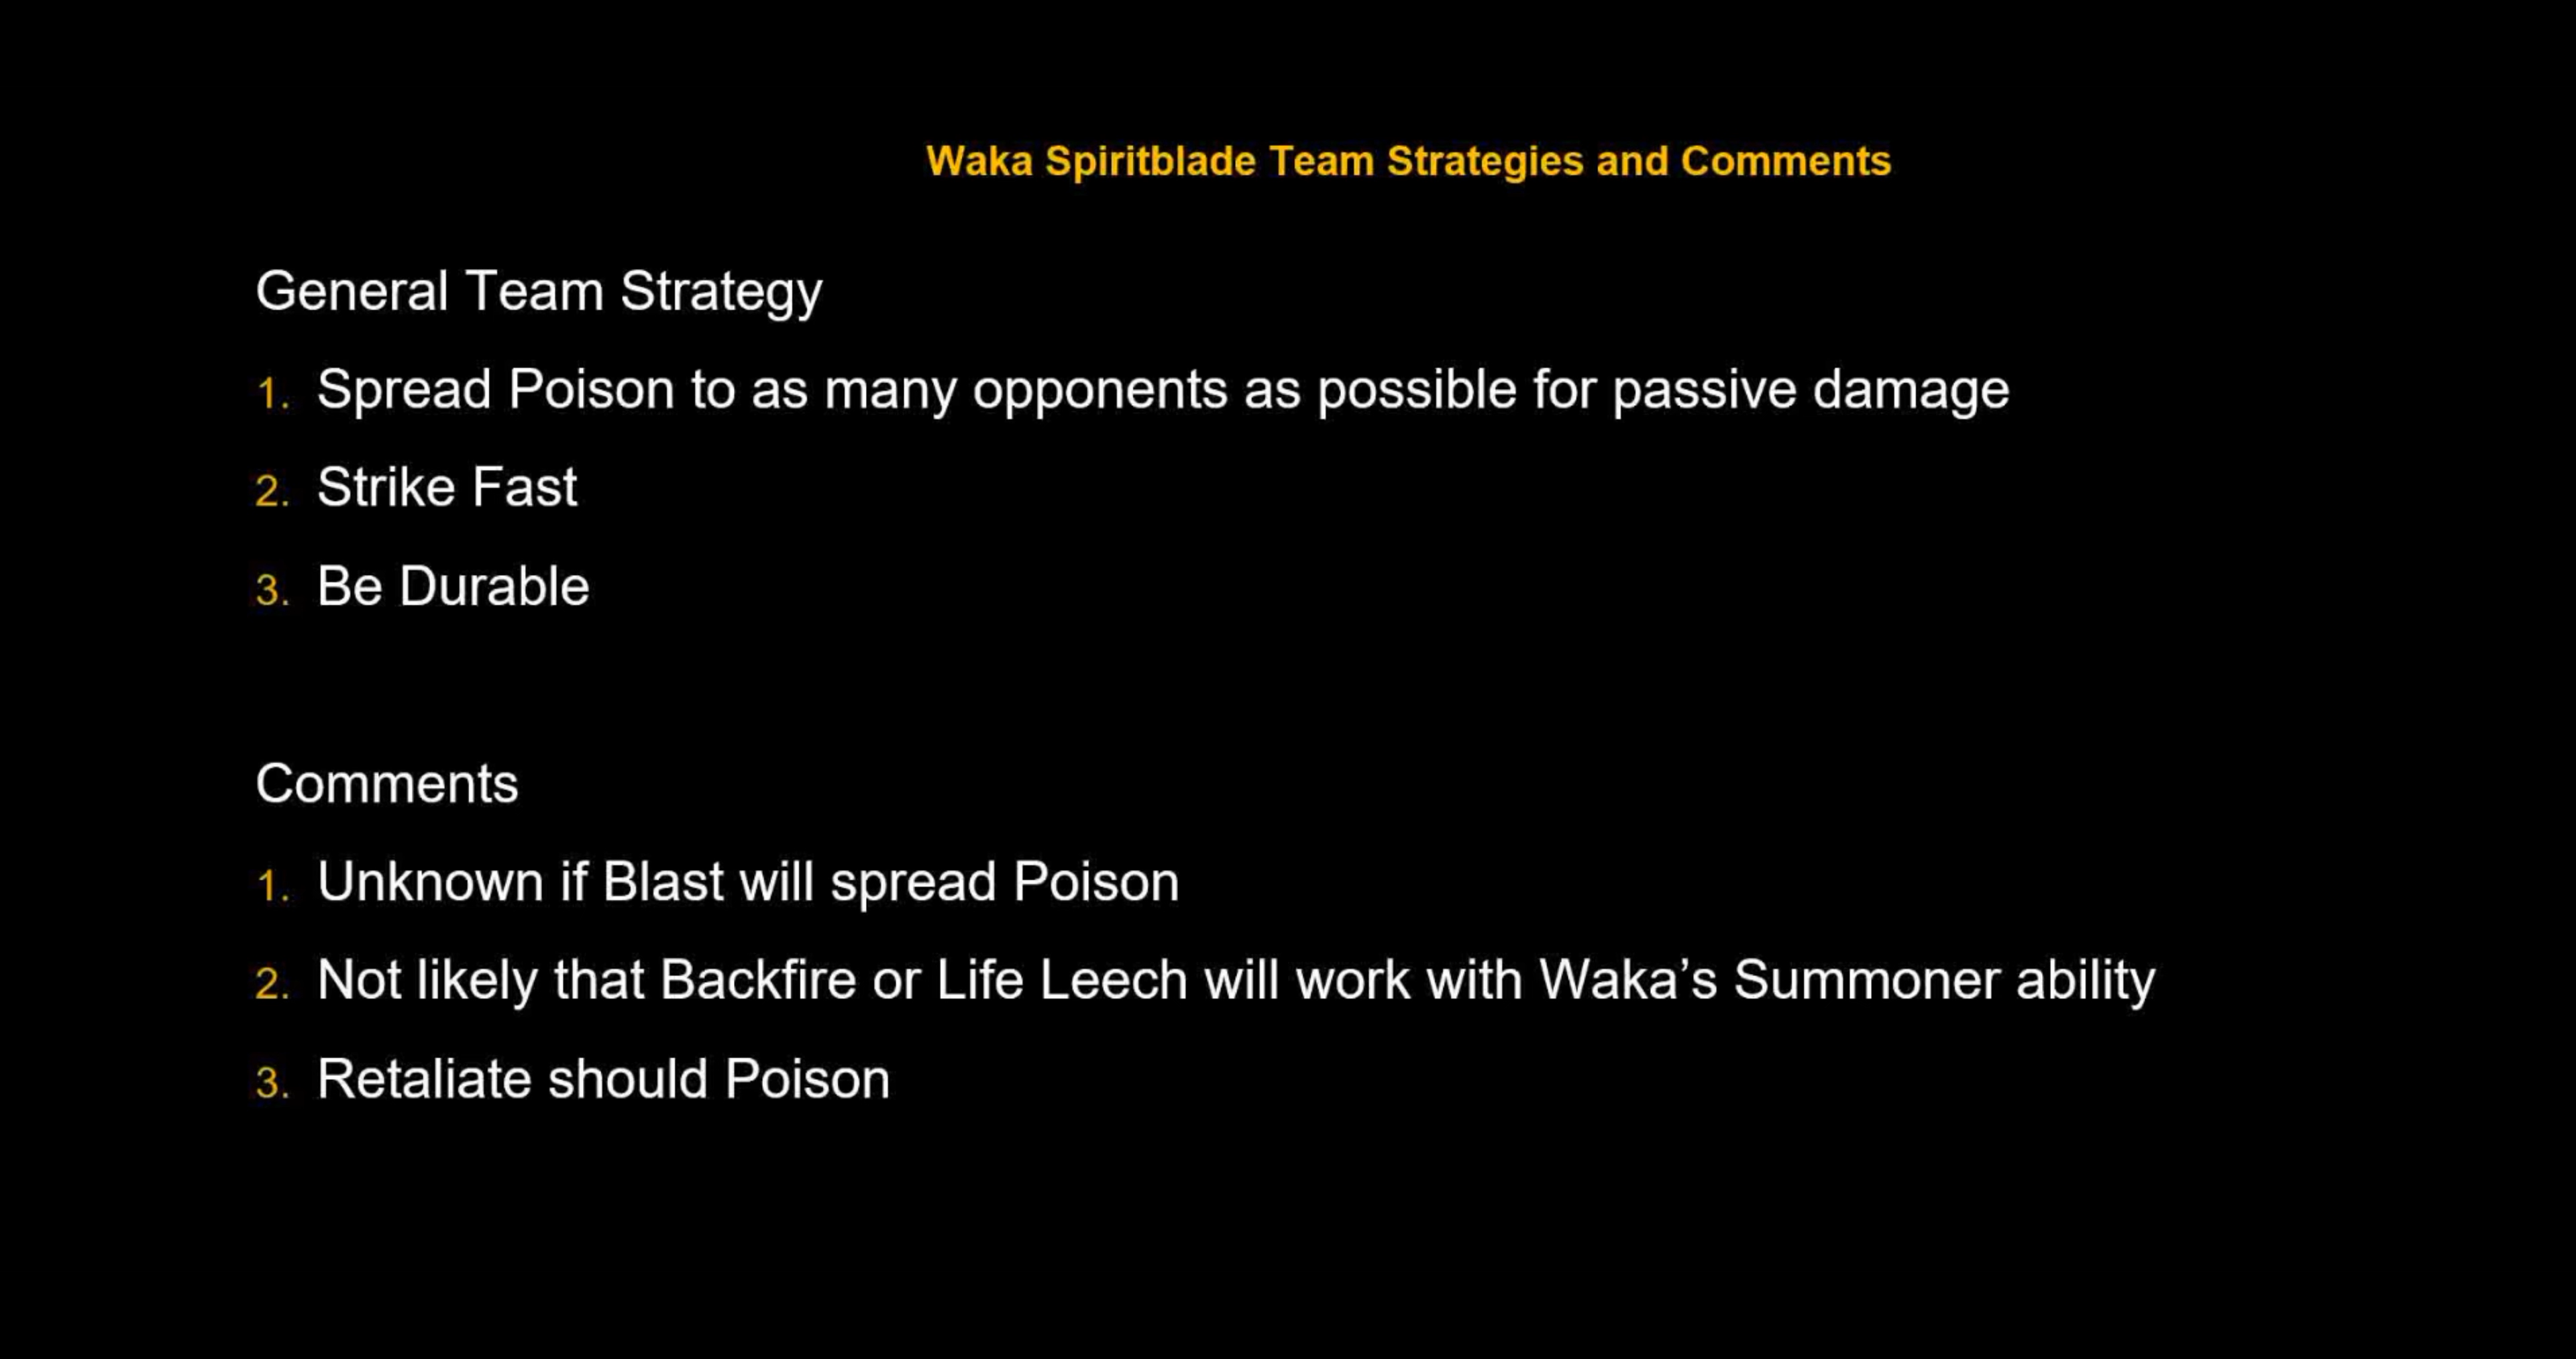 Waka Spiritblade Team Strategies and Comments
General Team Strategy
1. Spread Poison to as many opponents as possible for passive damage
2. Strike Fast
3. Be Durable
Comments
1. Unknown if Blast will spread Poison
2. Not likely that Backfire or Life Leech will work with Waka’s Summoner ability
3. Retaliate should Poison